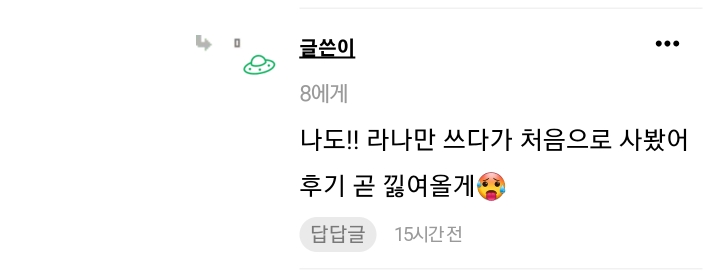 글쓴이
8에게
나도!! 라나만 쓰다가 처음으로 사봤어
후기 곧 낋여올게🥵
답답글 15시간 전